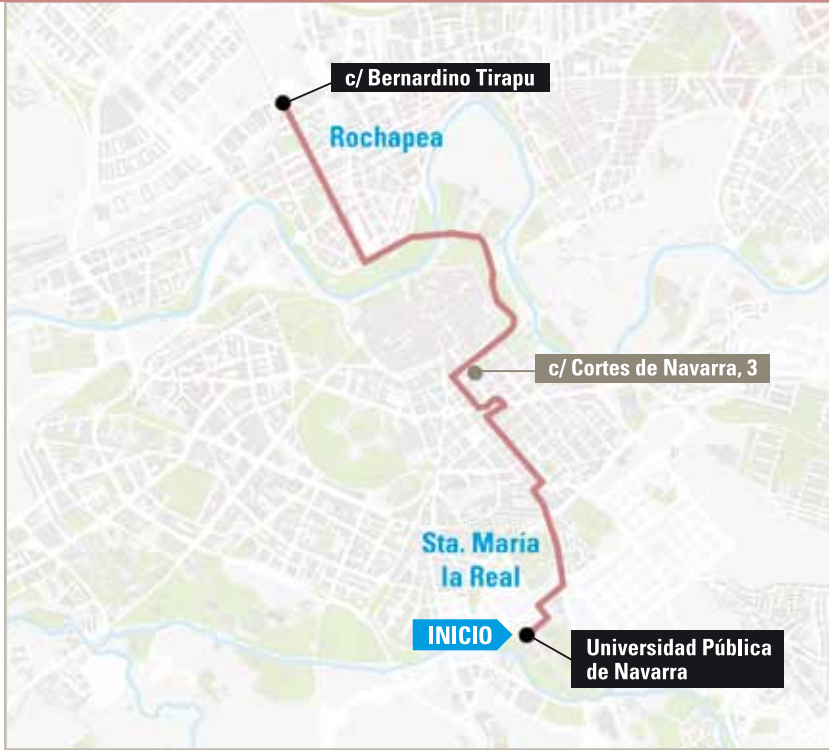 c/ Bernardino Tirapu
Rochapea
c/ Cortes de Navarra, 3
Sta. María
la Real
INICIO
Universidad Pública
de Navarra